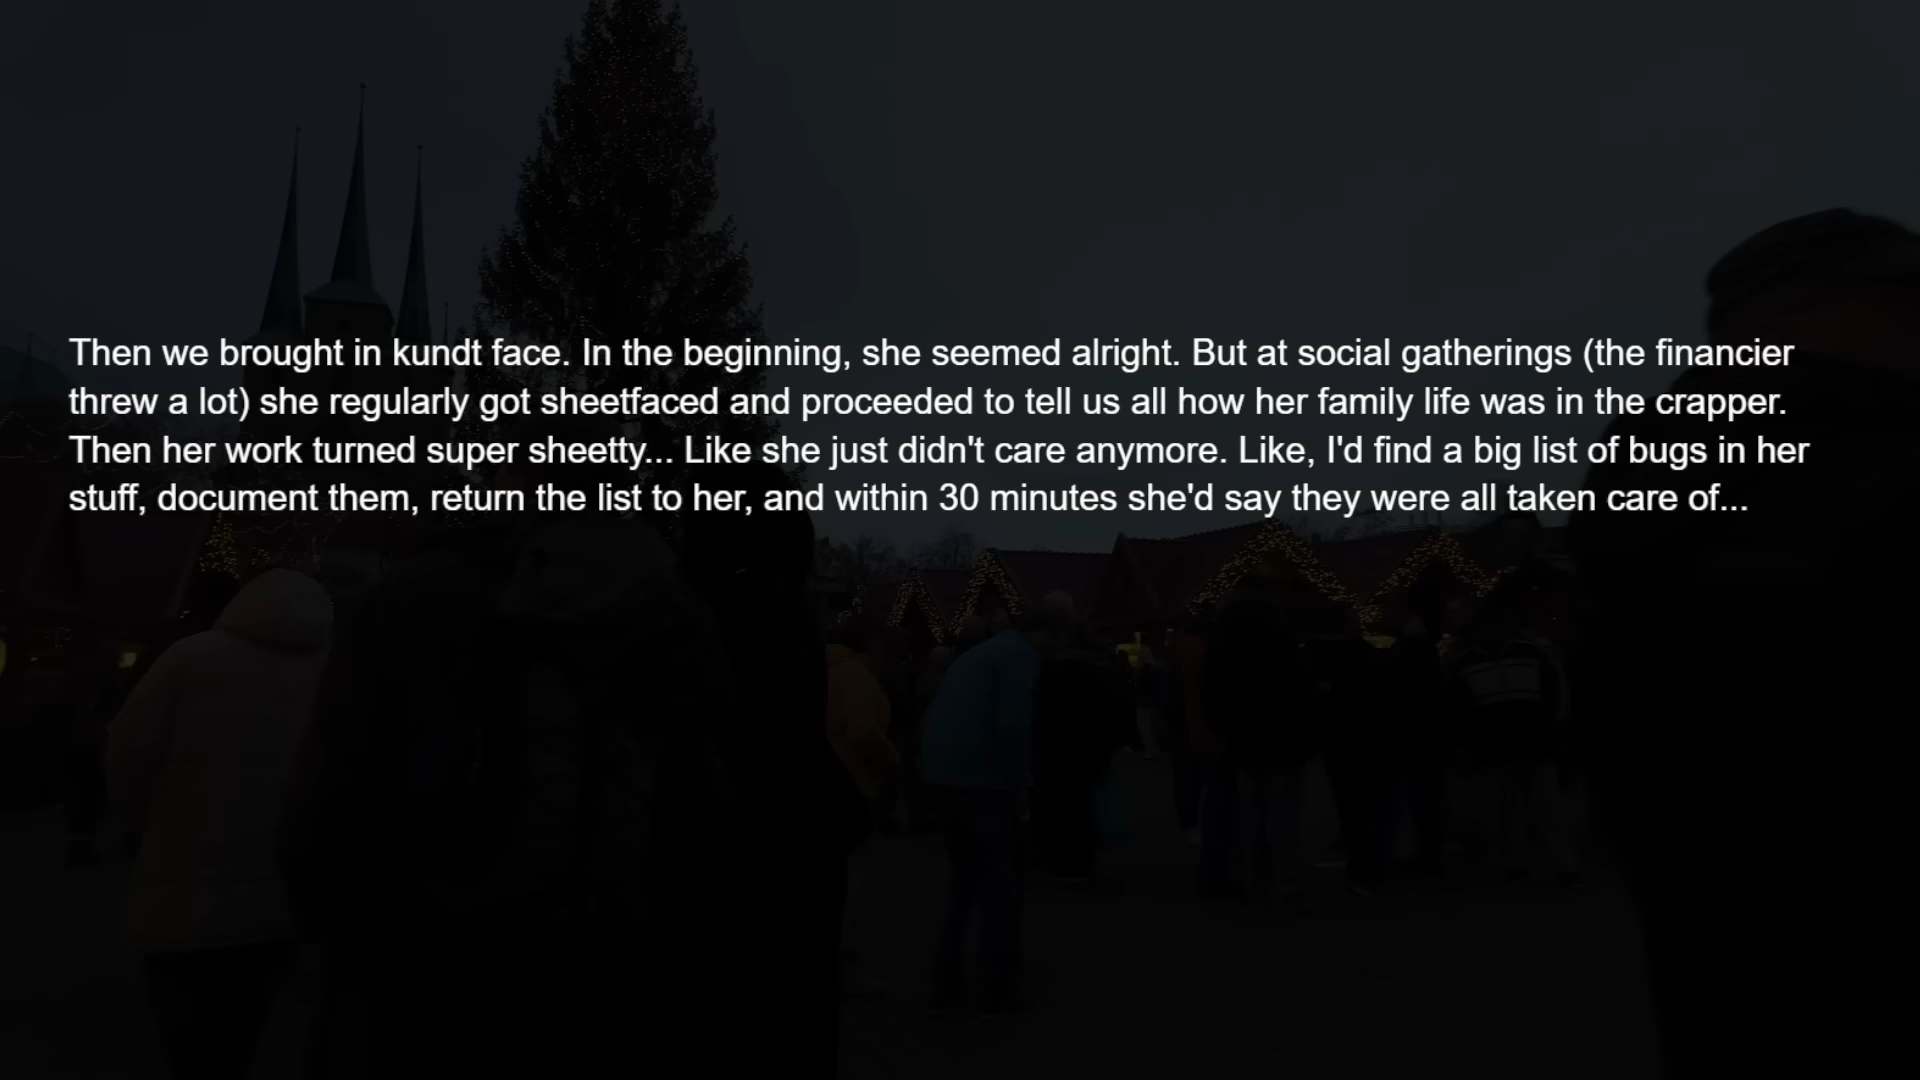 Then we brought in kundt face. In the beginning, she seemed alright. But at social gatherings (the financier
threw a lot) she regularly got sheetfaced and proceeded to tell us all how her family life was in the crapper.
Then her work turned super sheetty... Like she just didn't care anymore. Like, I'd find a big list of bugs in her
stuff, document them, return the list to her, and within 30 minutes she'd say they were all taken care of...